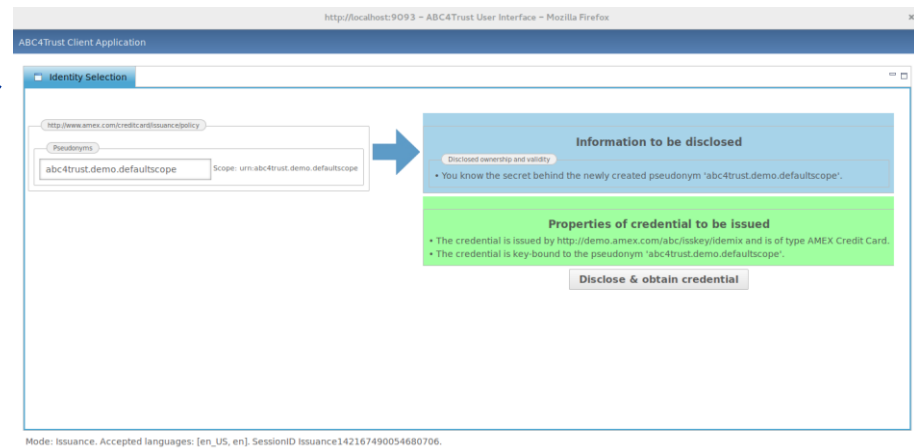 http://localhost:9093 – ABC4Trust User Interface – Mozilla Firefox
ABC4Trust Client Application
Identity Selection
http://www.amex.com/creditcard/issuance/policy
Pseudonyms
abc4trust.demo.defaultscope
Scope: urn:abc4trust.demo.defaultscope
Information to be disclosed
Disclosed ownership and validity
• You know the secret behind the newly created pseudonym 'abc4trust.demo.defaultscope'.
Properties of credential to be issued
• The credential is issued by http://demo.amex.com/abc/isskey/idemix and is of type AMEX Credit Card.
• The credential is key-bound to the pseudonym 'abc4trust.demo.defaultscope'.
Disclose & obtain credential
Mode: Issuance. Accepted languages: [en_US, en]. SessionID Issuance142167490054680706.